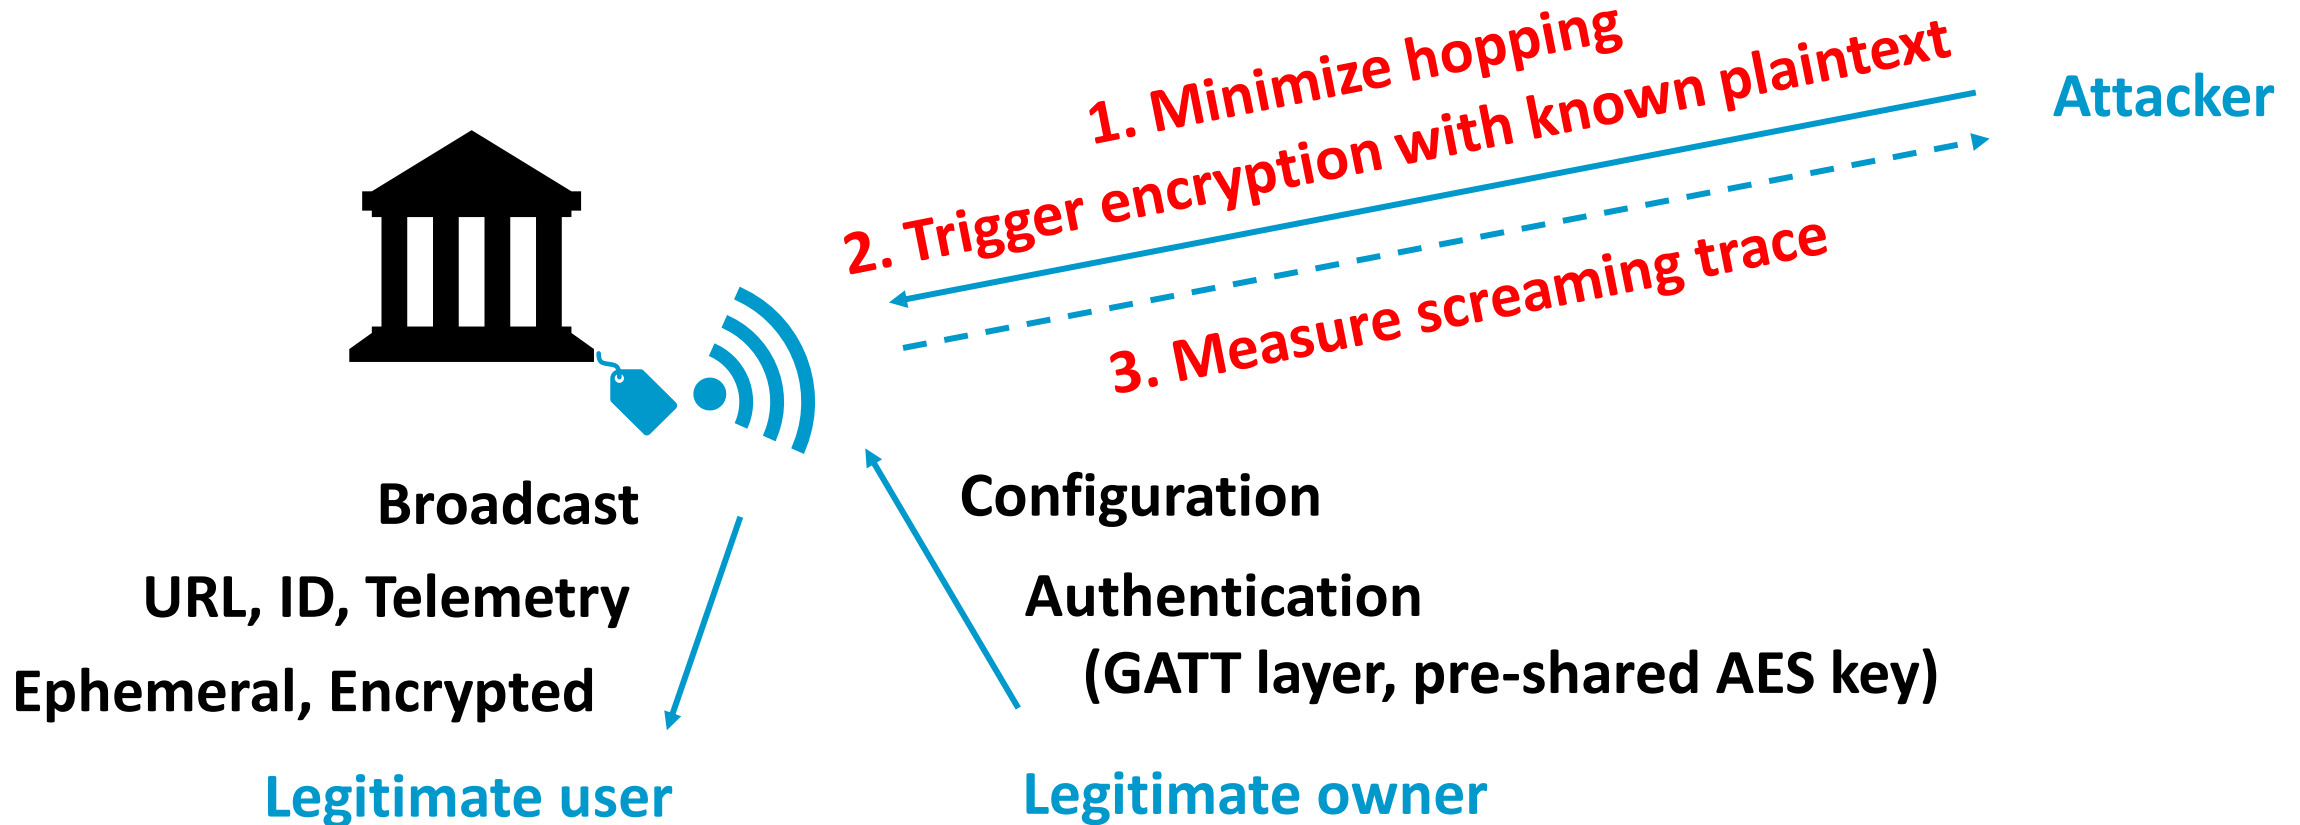 1. Minimize hopping
2. Trigger encryption with known plaintext
Attacker
3. Measure screaming trace
Broadcast
URL, ID, Telemetry
Ephemeral, Encrypted
Legitimate user
Configuration
Authentication
(GATT layer, pre-shared AES key)
Legitimate owner